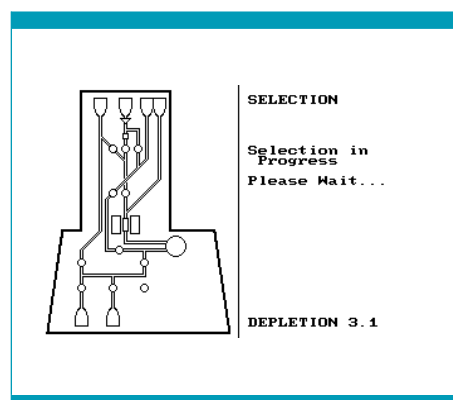 SELECTION
Selection in
Progress
Please Wait...
DEPLETION 3.1